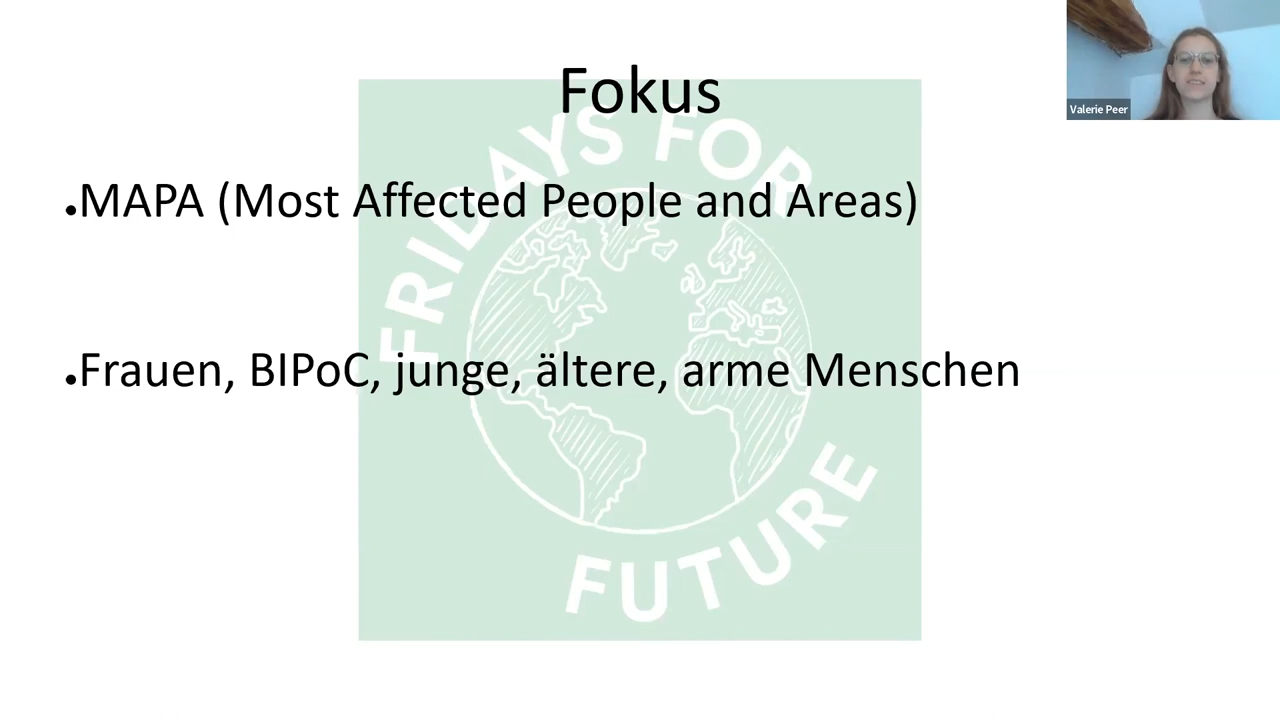 Fokus
FRIDAYS FOR
•MAPA (Most Affected People and Areas)
•Frauen, BIPoC, junge, ältere, arme Menschen
FUTURE
Valerie Peer